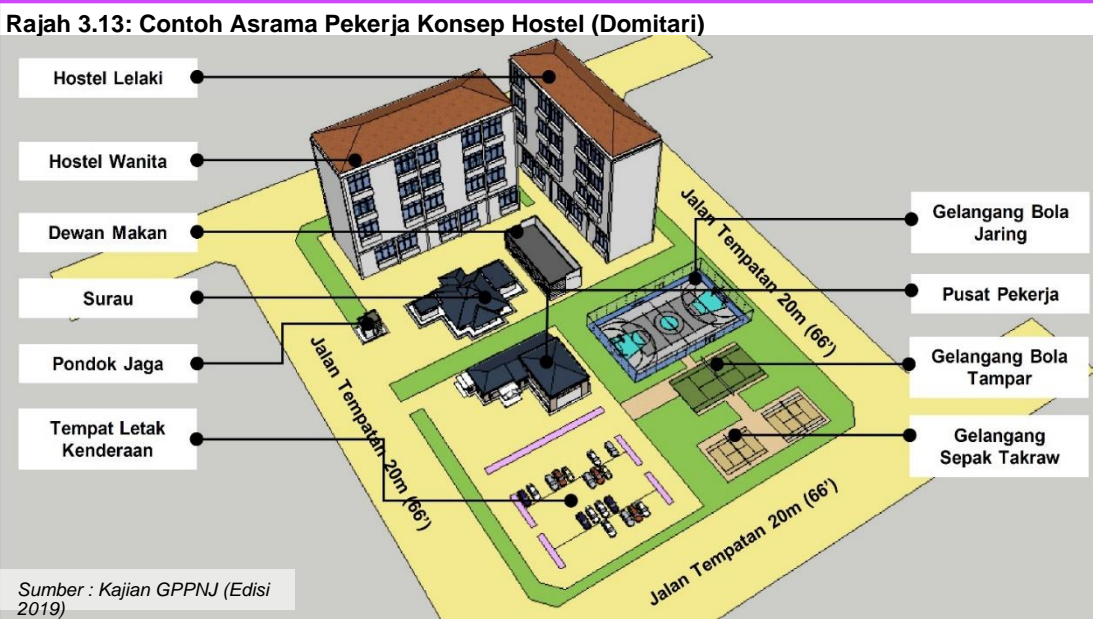 Rajah 3.13: Contoh Asrama Pekerja Konsep Hostel (Domitari)
Hostel Lelaki
Hostel Wanita
Dewan Makan
Surau
Pondok Jaga
Tempat Letak
Kenderaan
Gelangang Bola
Jaring
Pusat Pekerja
Gelangang Bola
Tampar
Gelangang
Sepak Takraw
Jalan Tempatan 20m (66’)
Jalan Tempatan 20m (66’)
Jalan Tempatan 20m (66’)
Sumber : Kajian GPPNJ (Edisi
2019)